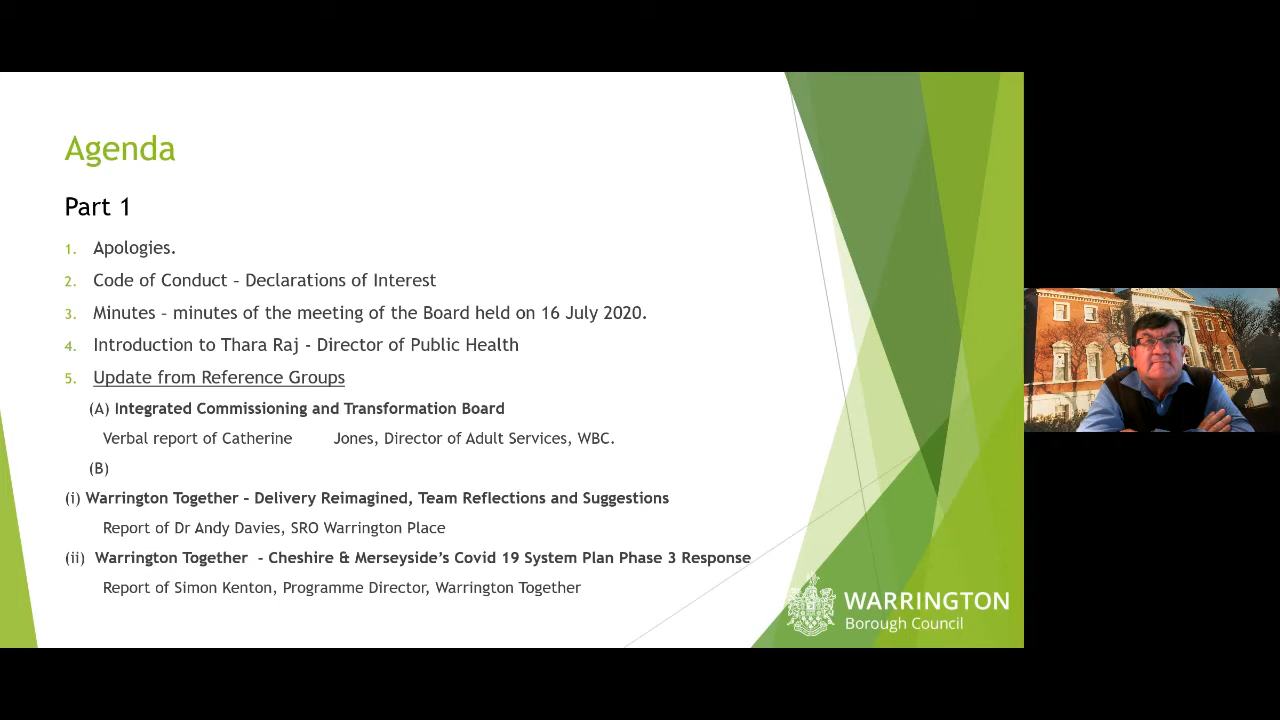 Agenda
Part 1
1. Apologies.
2. Code of Conduct – Declarations of Interest
3. Minutes – minutes of the meeting of the Board held on 16 July 2020.
4. Introduction to Thara Raj - Director of Public Health
5. Update from Reference Groups
(A) Integrated Commissioning and Transformation Board
Verbal report of Catherine Jones, Director of Adult Services, WBC.
(B)
(i) Warrington Together – Delivery Reimagined, Team Reflections and Suggestions
Report of Dr Andy Davies, SRO Warrington Place
(ii) Warrington Together – Cheshire & Merseyside’s Covid 19 System Plan Phase 3 Response
Report of Simon Kenton, Programme Director, Warrington Together
WARRINGTON
Borough Council